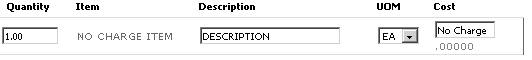 Quantity Item Description UOM Cost
1.00 NO CHARGE ITEM DESCRIPTION EA No Charge
.00000